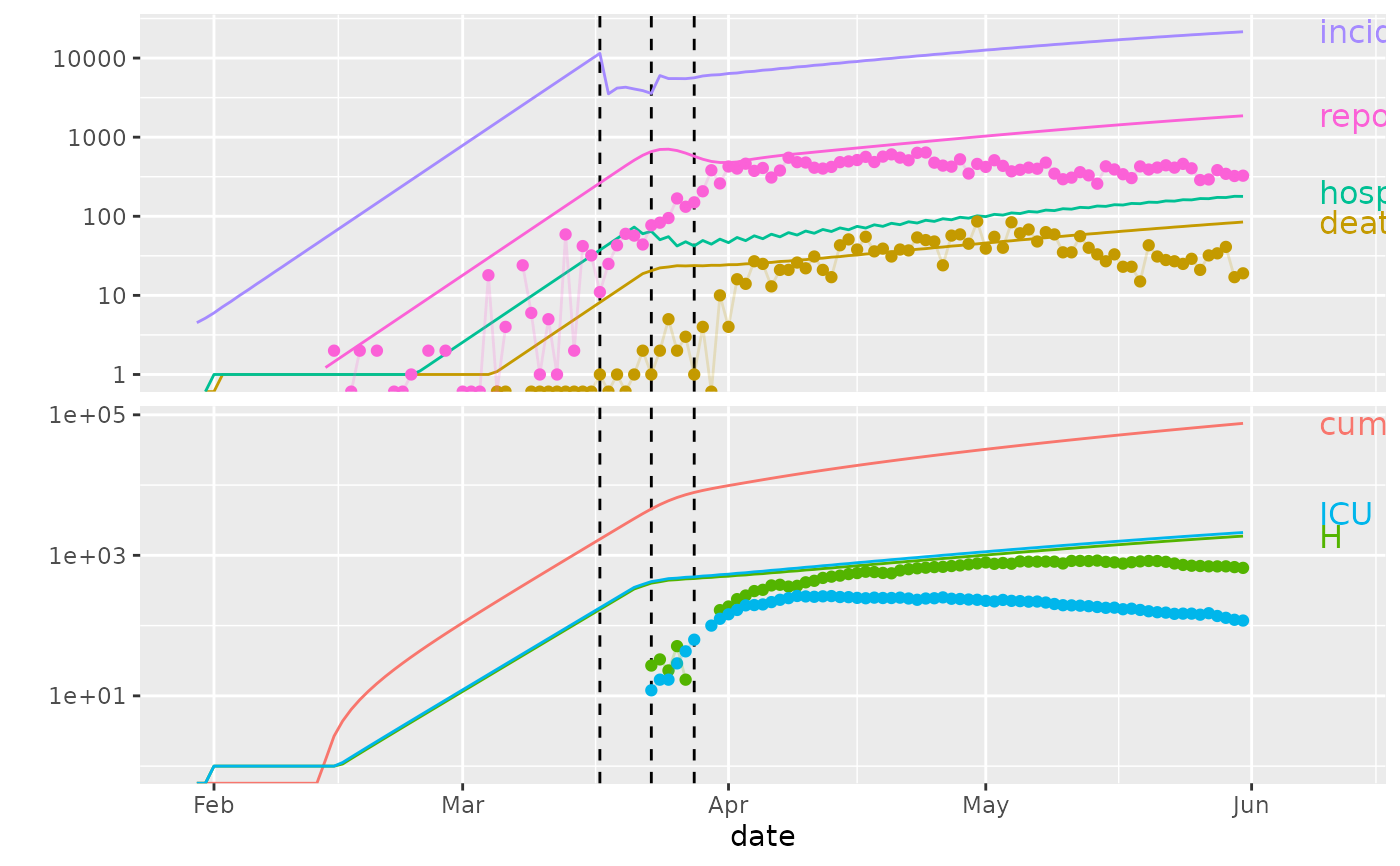 10000
1000
100
10
1
incid
repo
hosp
deat
1e+05
1e+03
1e+01
cum
ICU
H
Feb Mar Apr May Jun
date